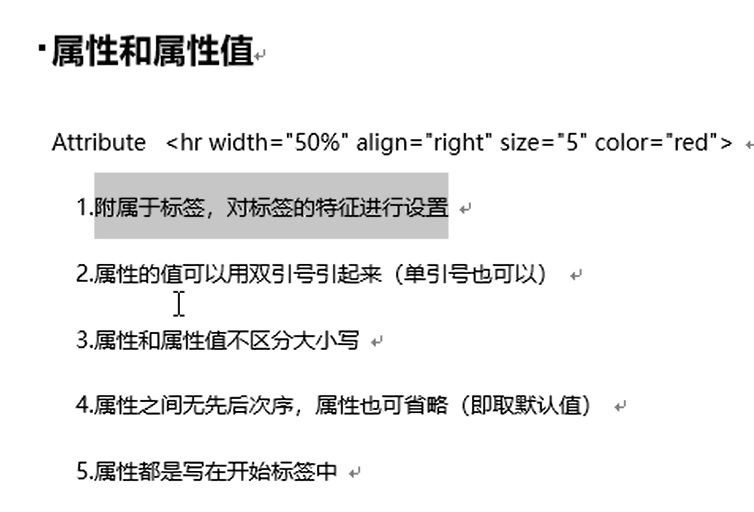 ▪属性和属性值
Attribute <hr width="50%" align="right" size="5" color="red">
1.附属于标签，对标签的特征进行设置
2.属性的值可以用双引号引起来（单引号也可以）
3.属性和属性值不区分大小写
4.属性之间无先后次序，属性也可省略（即取默认值）
5.属性都是写在开始标签中